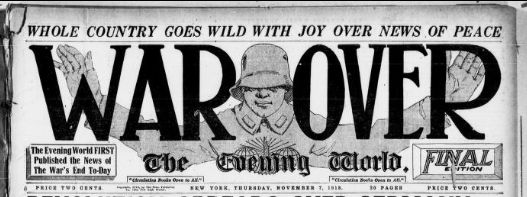 WHOLE COUNTRY GOES WILD WITH JOY OVER NEWS OF PEACE
WAR OVER
The Evening World FIRST
Published the News of
The War's End To-Day
The Evening World.
FINAL
EDITION
"Circulation Books Open to All."
"Circulation Books Open to All."
PRICE TWO CENTS.
NEW YORK, THURSDAY, NOVEMBER 7, 1918.
20 PAGES
PRICE TWO CENTS.